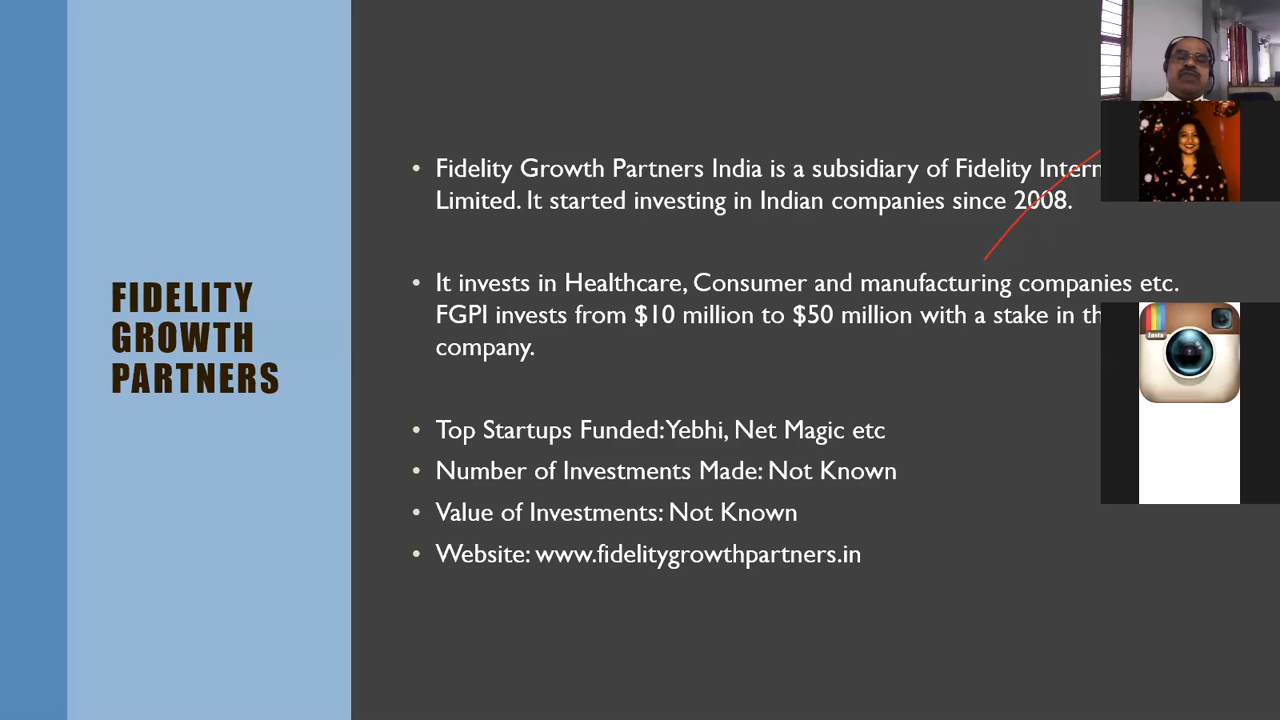 FIDELITY
GROWTH
PARTNERS
• Fidelity Growth Partners India is a subsidiary of Fidelity Intern
Limited. It started investing in Indian companies since 2008.
• It invests in Healthcare, Consumer and manufacturing companies etc.
FGPI invests from $10 million to $50 million with a stake in th
company.
• Top Startups Funded: Yebhi, Net Magic etc
• Number of Investments Made: Not Known
• Value of Investments: Not Known
• Website: www.fidelitygrowthpartners.in
Insta